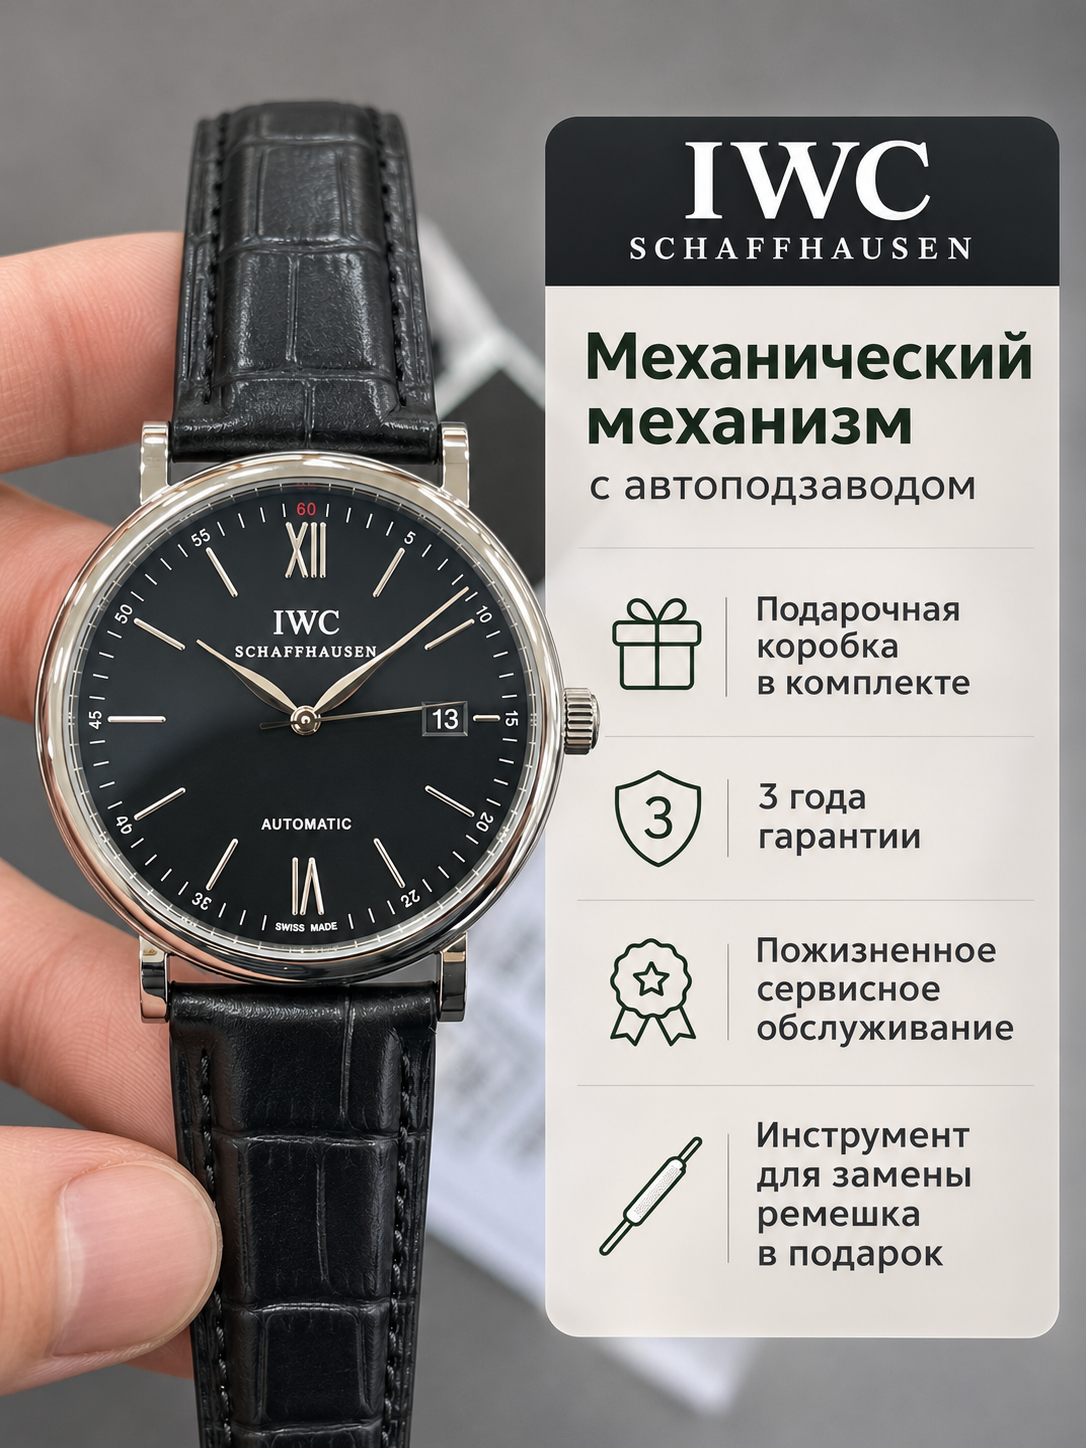 60
55
5
50
10
IWC
SCHAFFHAUSEN
45
13
15
AUTOMATIC
40
20
35
25
XII
VI
SWISS MADE
IWC
SCHAFFHAUSEN
Механический
механизм
с автоподзаводом
Подарочная
коробка
в комплекте
3
3 года
гарантии
Пожизненное
сервисное
обслуживание
Инструмент
для замены
ремешка
в подарок